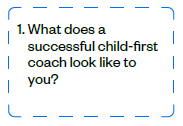 1. What does a
successful child-first
coach look like to
you?